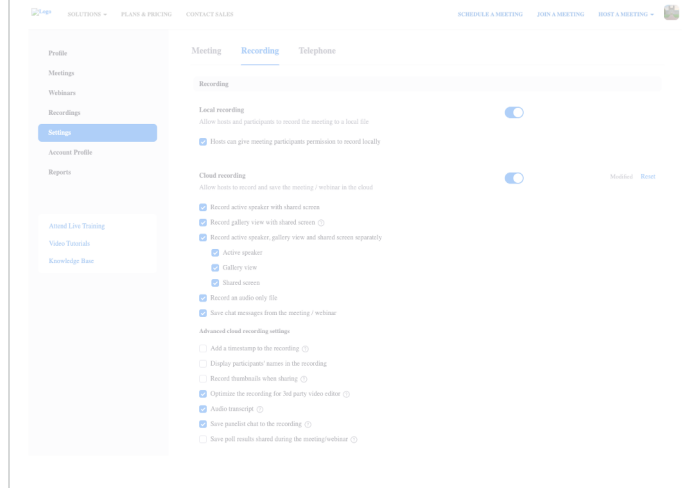 Logo
SOLUTIONS
PLANS & PRICING
CONTACT SALES
SCHEDULE A MEETING
JOIN A MEETING
HOST A MEETING
Profile
Meetings
Webinars
Recordings
Settings
Account Profile
Reports
Attend Live Training
Video Tutorials
Knowledge Base
Meeting
Recording
Telephone
Recording
Local recording
Allow hosts and participants to record the meeting to a local file
Hosts can give meeting participants permission to record locally
Cloud recording
Allow hosts to record and save the meeting / webinar in the cloud
Modified Reset
Record active speaker with shared screen
Record gallery view with shared screen
Record active speaker, gallery view and shared screen separately
Active speaker
Gallery view
Shared screen
Record an audio only file
Save chat messages from the meeting / webinar
Advanced cloud recording settings
Add a timestamp to the recording
Display participants' names in the recording
Record thumbnails when sharing
Optimize the recording for 3rd party video editor
Audio transcript
Save panelist chat to the recording
Save poll results shared during the meeting/webinar